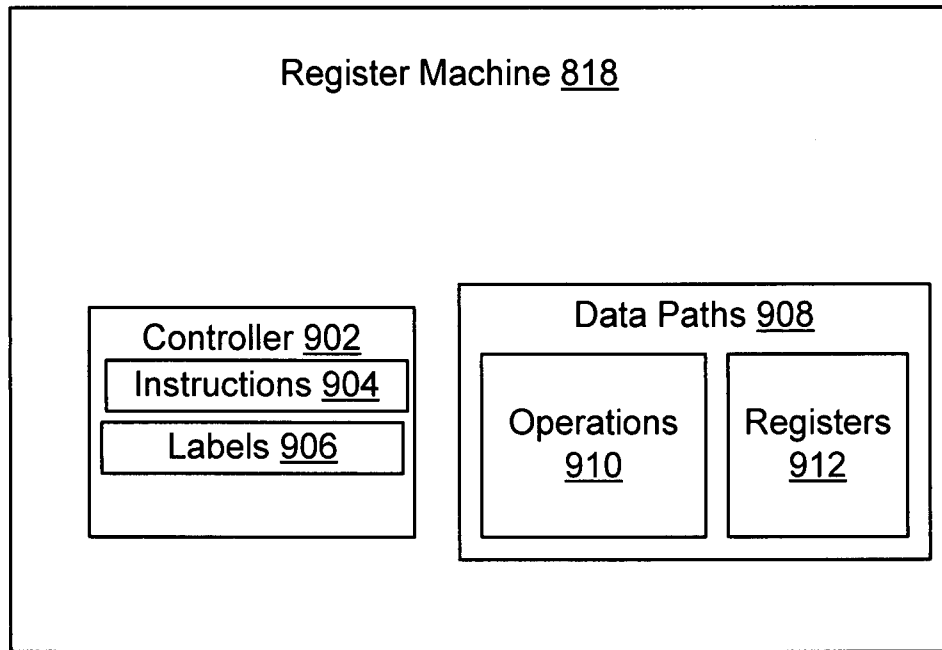 Register Machine 818
Controller 902
Instructions 904
Labels 906
Data Paths 908
Operations
910
Registers
912